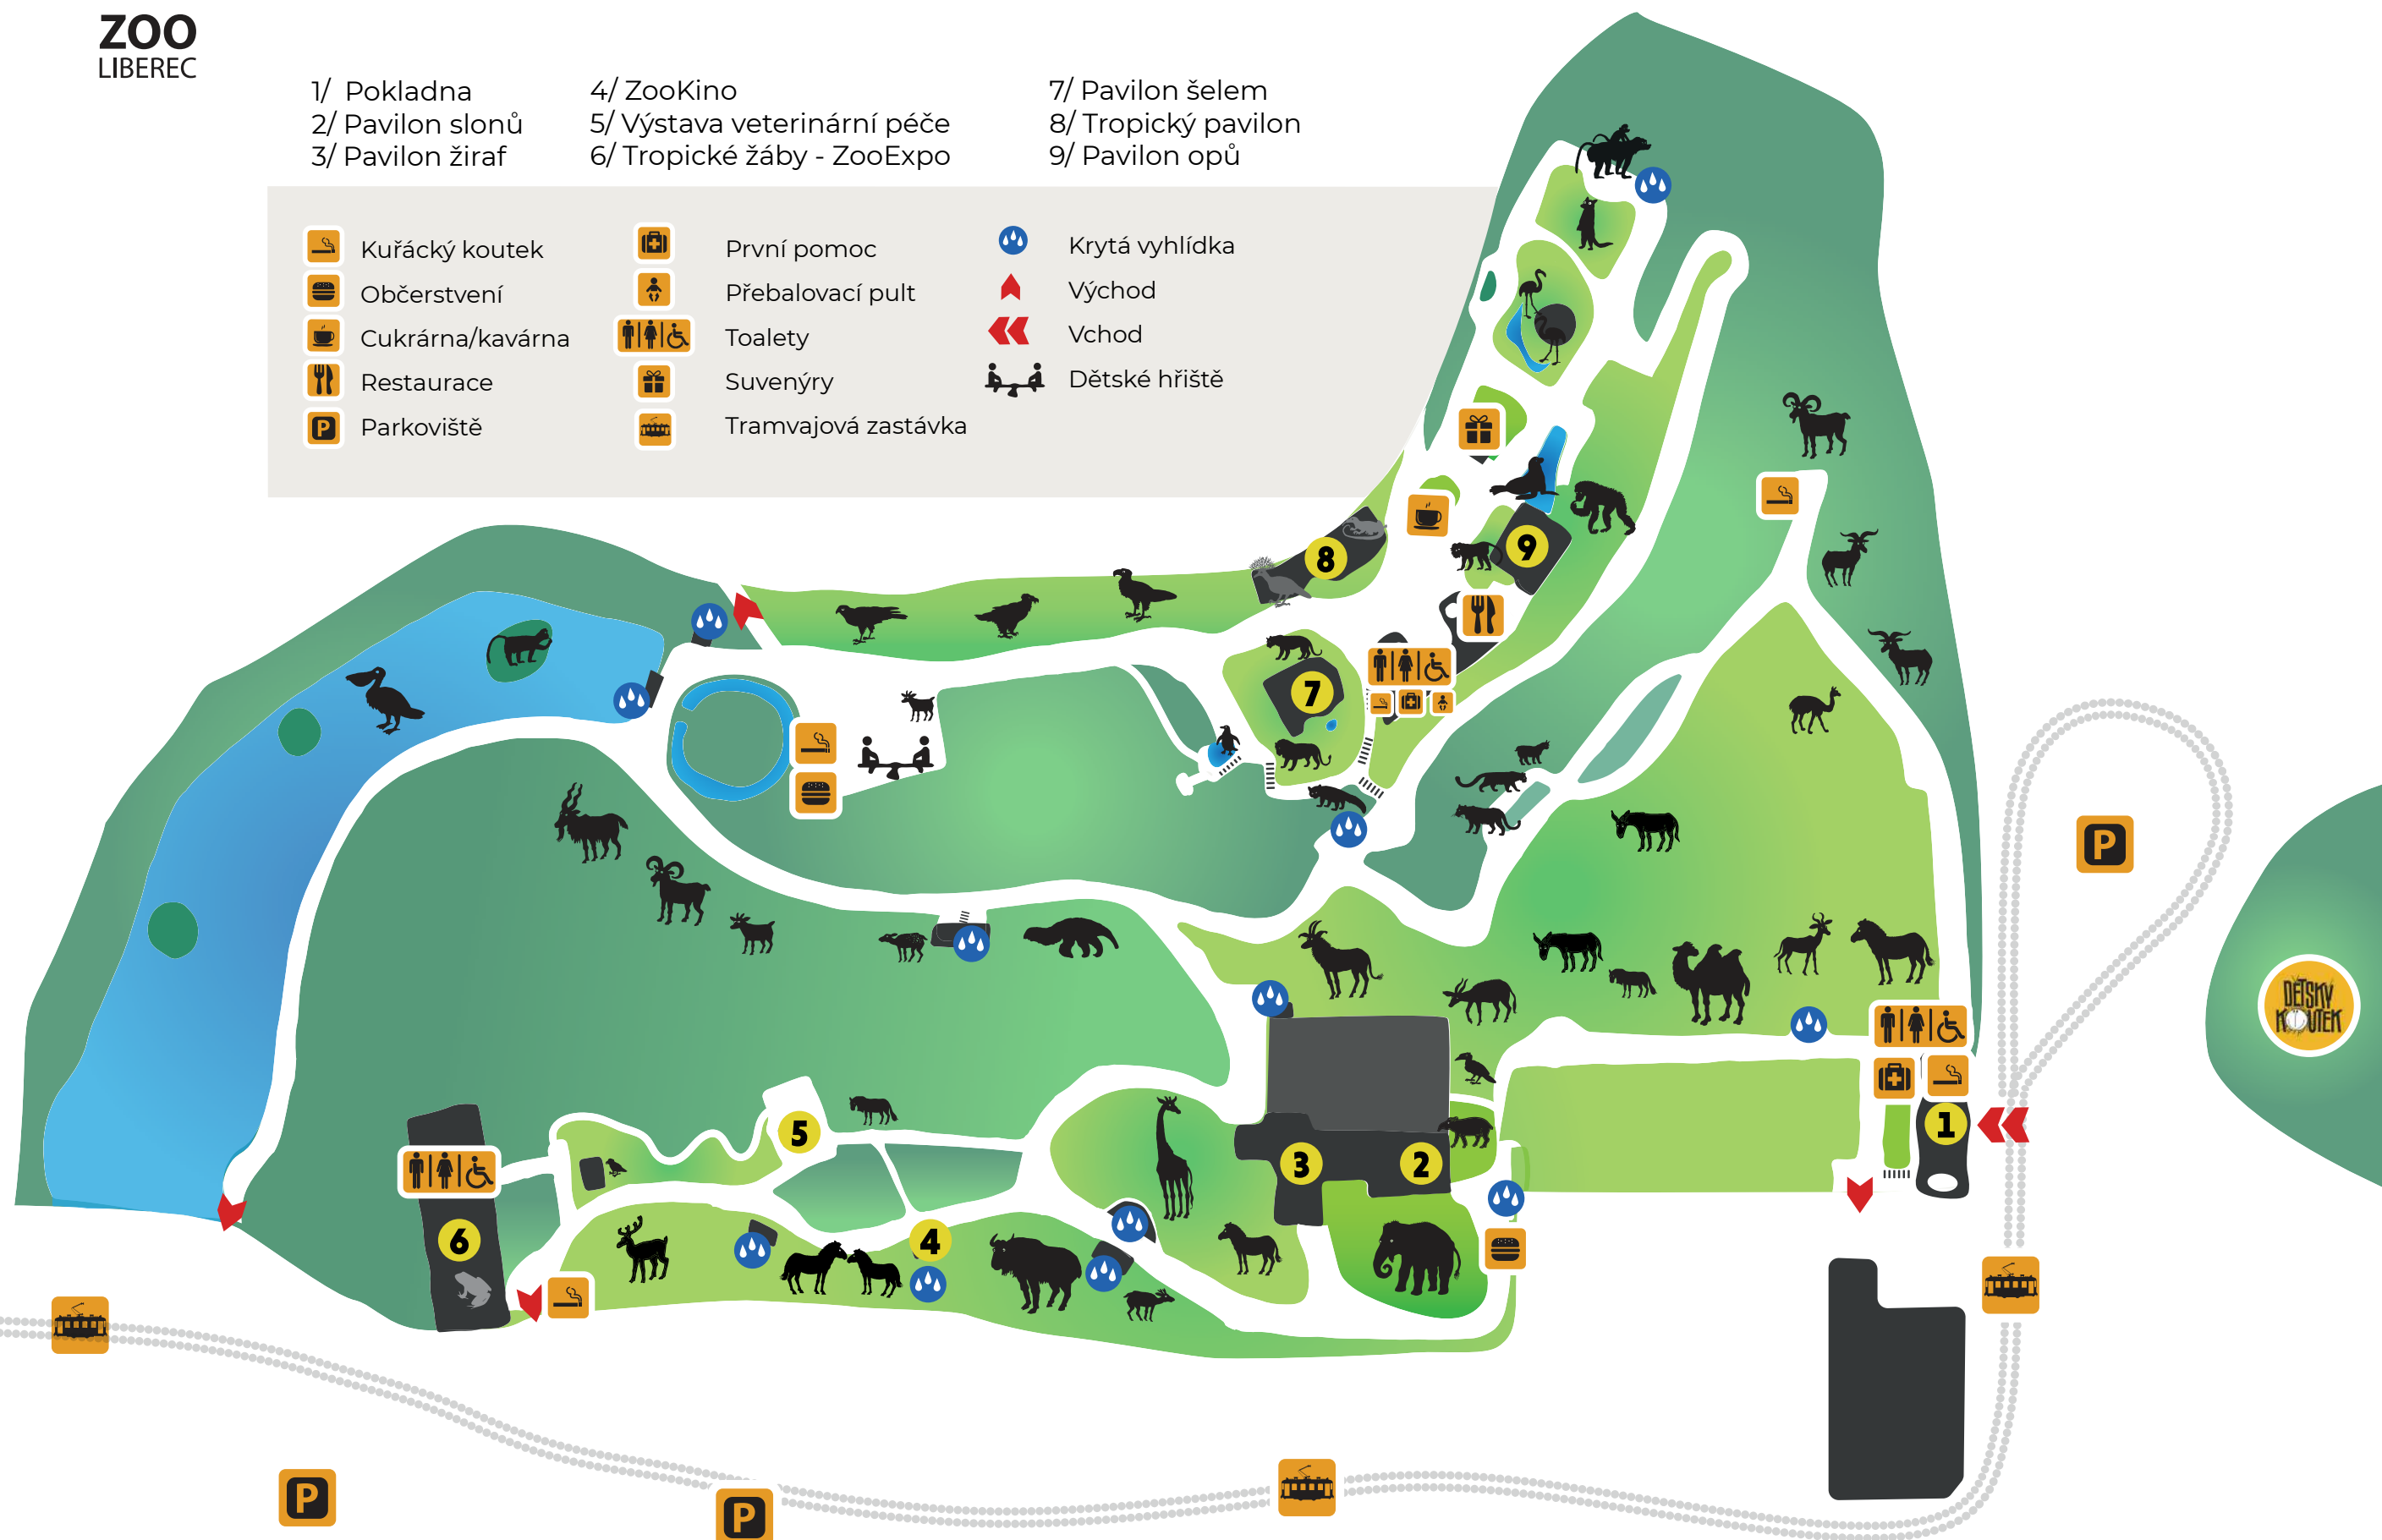 ZOO
LIBEREC
1/ Pokladna
2/ Pavilon slonů
3/ Pavilon žiraf
4/ ZooKino
5/ Výstava veterinární péče
6/ Tropické žáby - ZooExpo
7/ Pavilon šelem
8/ Tropický pavilon
9/ Pavilon opů
Kuřácký koutek
Občerstvení
Cukrárna/kavárna
Restaurace
P Parkoviště
První pomoc
Přebalovací pult
Toalety
Suvenýry
Tramvajová zastávka
Krytá vyhlídka
Východ
Vchod
Dětské hřiště
8
9
7
P
DĚTSKÝ
KOUTEK
5
1
3
2
6
4
P
P